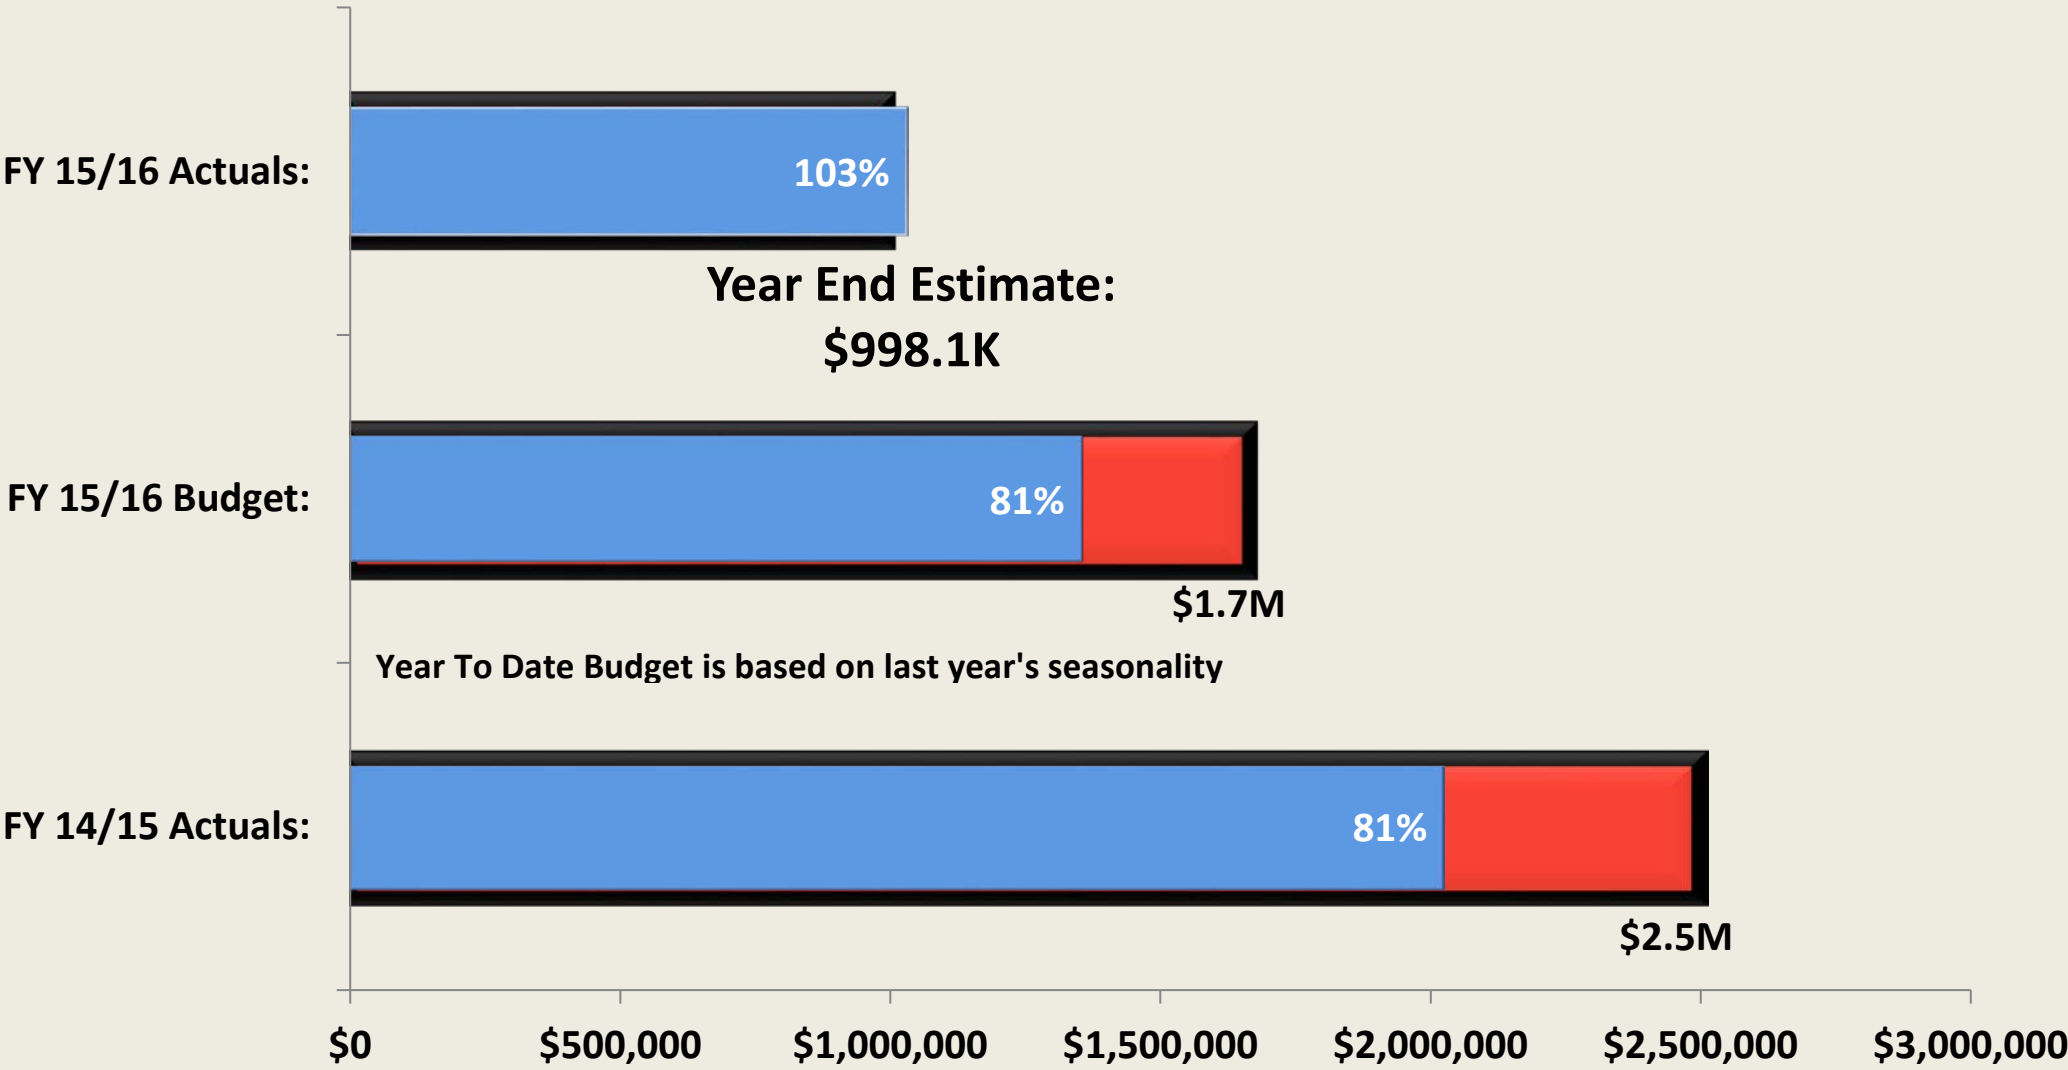 FY 15/16 Actuals:
103%
Year End Estimate:
$998.1K
FY 15/16 Budget:
81%
$1.7M
Year To Date Budget is based on last year's seasonality
FY 14/15 Actuals:
81%
$2.5M
$0 $500,000 $1,000,000 $1,500,000 $2,000,000 $2,500,000 $3,000,000